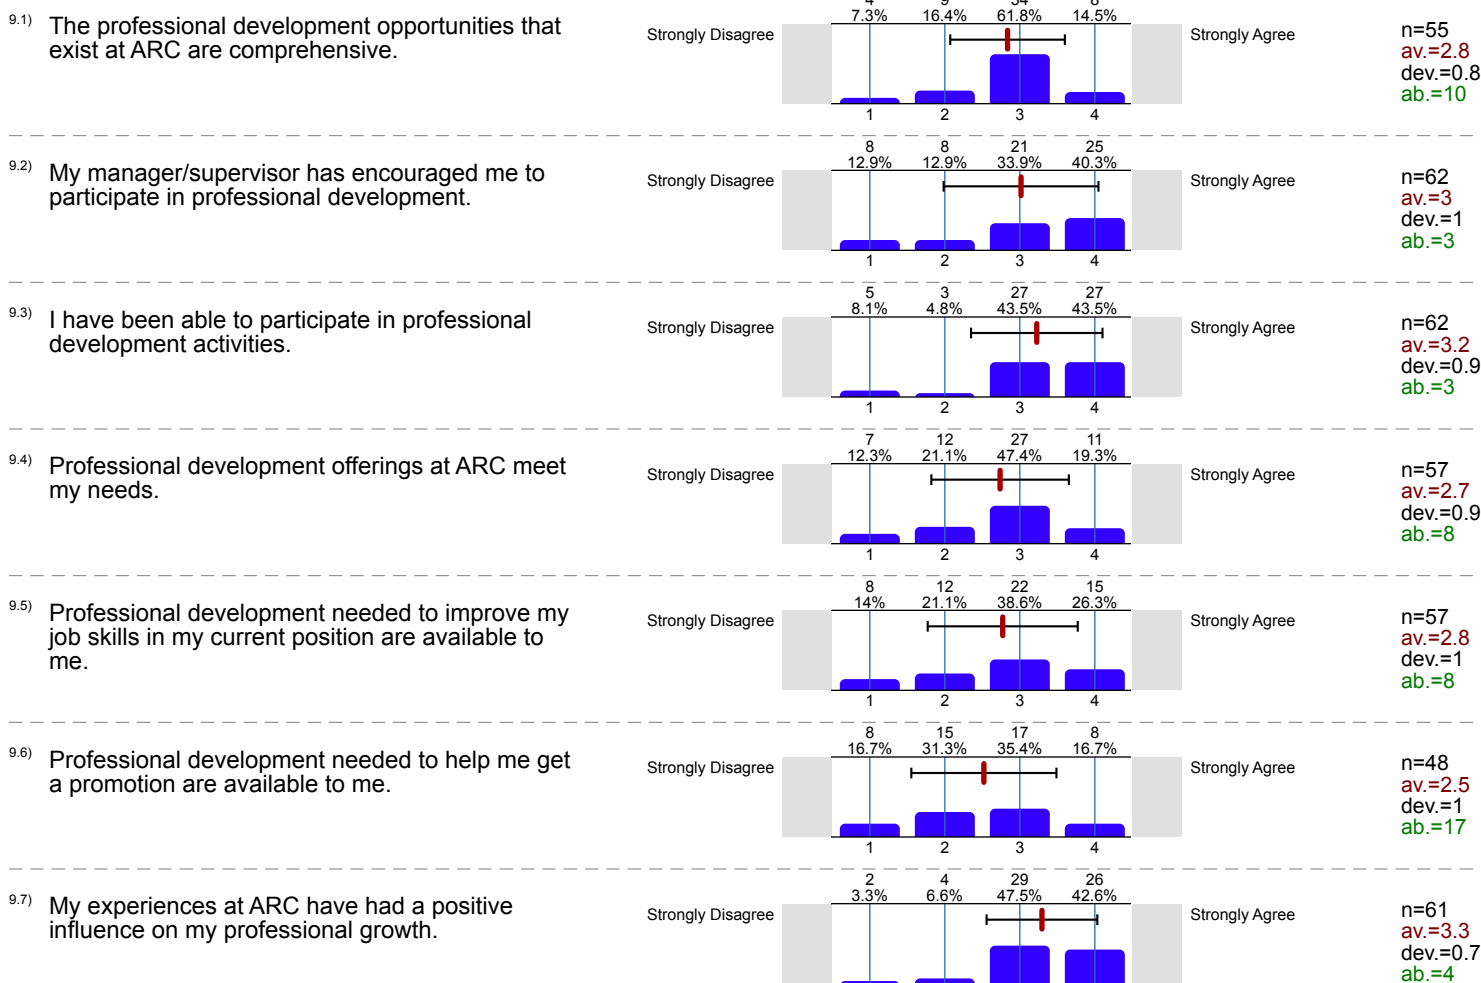 4 9 34 8
7.3% 16.4% 61.8% 14.5%
9.1) The professional development opportunities that
exist at ARC are comprehensive.
Strongly Disagree
Strongly Agree
n=55
av.=2.8
dev.=0.8
ab.=10
1 2 3 4
8 8 21 25
12.9% 12.9% 33.9% 40.3%
9.2) My manager/supervisor has encouraged me to
participate in professional development.
Strongly Disagree
Strongly Agree
n=62
av.=3
dev.=1
ab.=3
1 2 3 4
5 3 27 27
8.1% 4.8% 43.5% 43.5%
9.3) I have been able to participate in professional
development activities.
Strongly Disagree
Strongly Agree
n=62
av.=3.2
dev.=0.9
ab.=3
1 2 3 4
7 12 27 11
12.3% 21.1% 47.4% 19.3%
9.4) Professional development offerings at ARC meet
my needs.
Strongly Disagree
Strongly Agree
n=57
av.=2.7
dev.=0.9
ab.=8
1 2 3 4
8 12 22 15
14% 21.1% 38.6% 26.3%
9.5) Professional development needed to improve my
job skills in my current position are available to
me.
Strongly Disagree
Strongly Agree
n=57
av.=2.8
dev.=1
ab.=8
1 2 3 4
8 15 17 8
16.7% 31.3% 35.4% 16.7%
9.6) Professional development needed to help me get
a promotion are available to me.
Strongly Disagree
Strongly Agree
n=48
av.=2.5
dev.=1
ab.=17
1 2 3 4
2 4 29 26
3.3% 6.6% 47.5% 42.6%
9.7) My experiences at ARC have had a positive
influence on my professional growth.
Strongly Disagree
Strongly Agree
n=61
av.=3.3
dev.=0.7
ab.=4